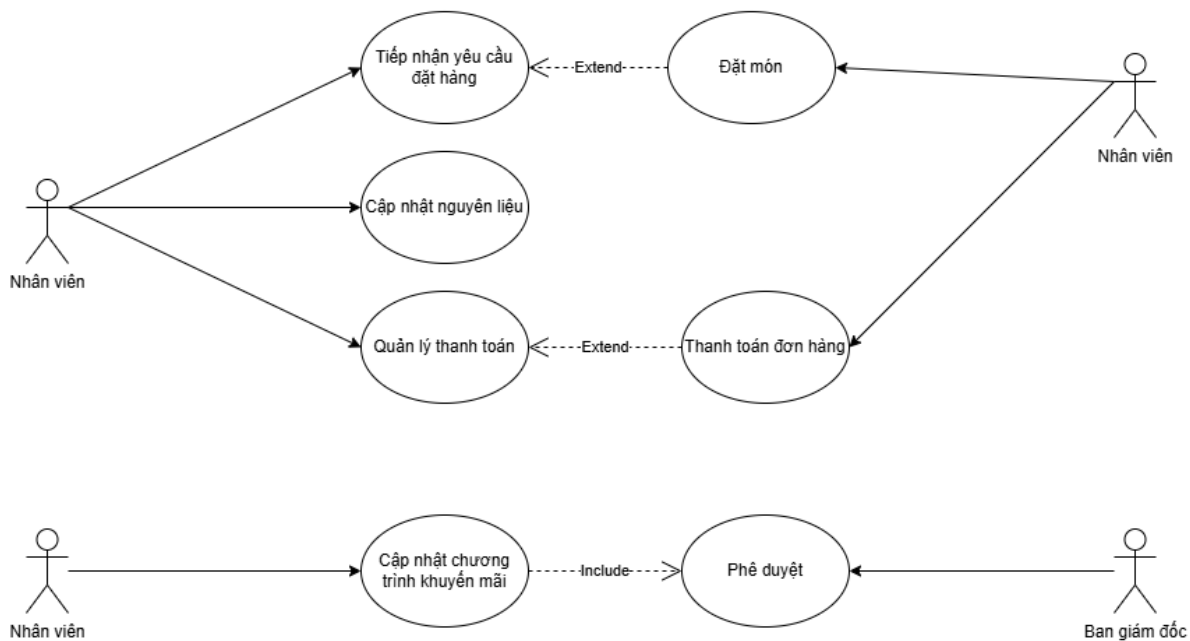 Tiếp nhận yêu cầu
đặt hàng
Extend
Đặt món
Nhân viên
Cập nhật nguyên liệu
Nhân viên
Quản lý thanh toán
Extend
Thanh toán đơn hàng
Cập nhật chương
trình khuyến mãi
Include
Phê duyệt
Nhân viên
Ban giám đốc